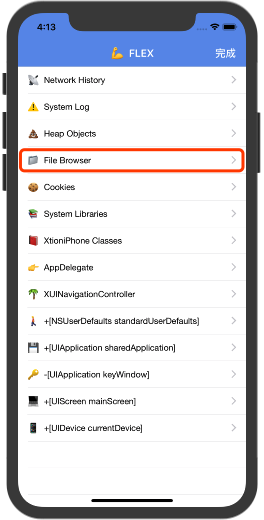 4:13
💪 FLEX
完成
📡 Network History
⚠️ System Log
💩 Heap Objects
📁 File Browser
🍪 Cookies
📚 System Libraries
📕 XtioniPhone Classes
👉 AppDelegate
🌴 XUINavigationController
🚶 +[NSUserDefaults standardUserDefaults]
💾 +[UIApplication sharedApplication]
🔑 -[UIApplication keyWindow]
💻 +[UIScreen mainScreen]
📱 +[UIDevice currentDevice]